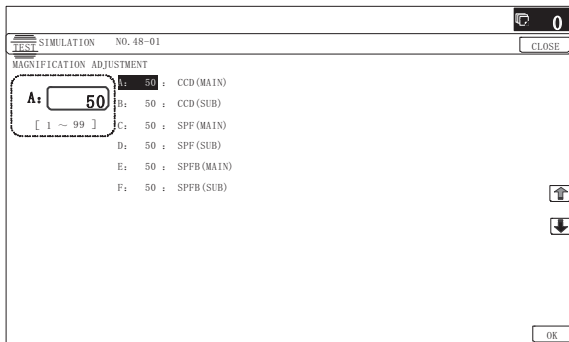 0
TEST SIMULATION NO.48-01 CLOSE
MAGNIFICATION ADJUSTMENT
A: 50
[ 1 ~ 99 ]
A: 50 : CCD(MAIN)
B: 50 : CCD(SUB)
C: 50 : SPF(MAIN)
D: 50 : SPF(SUB)
E: 50 : SPFB(MAIN)
F: 50 : SPFB(SUB)
OK